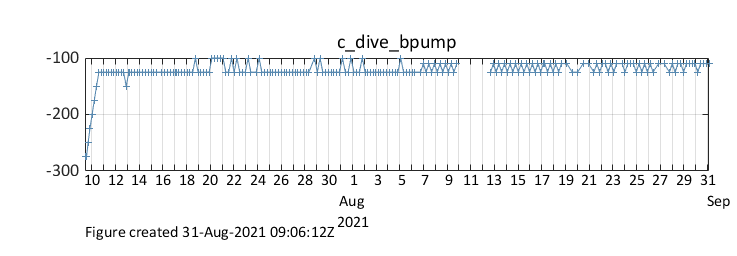 c_dive_bpump
-100
-200
-300
10 12 14 16 18 20 22 24 26 28 30 1 3 5 7 9 11 13 15 17 19 21 23 25 27 29 31
Aug Sep
2021
Figure created 31-Aug-2021 09:06:12Z